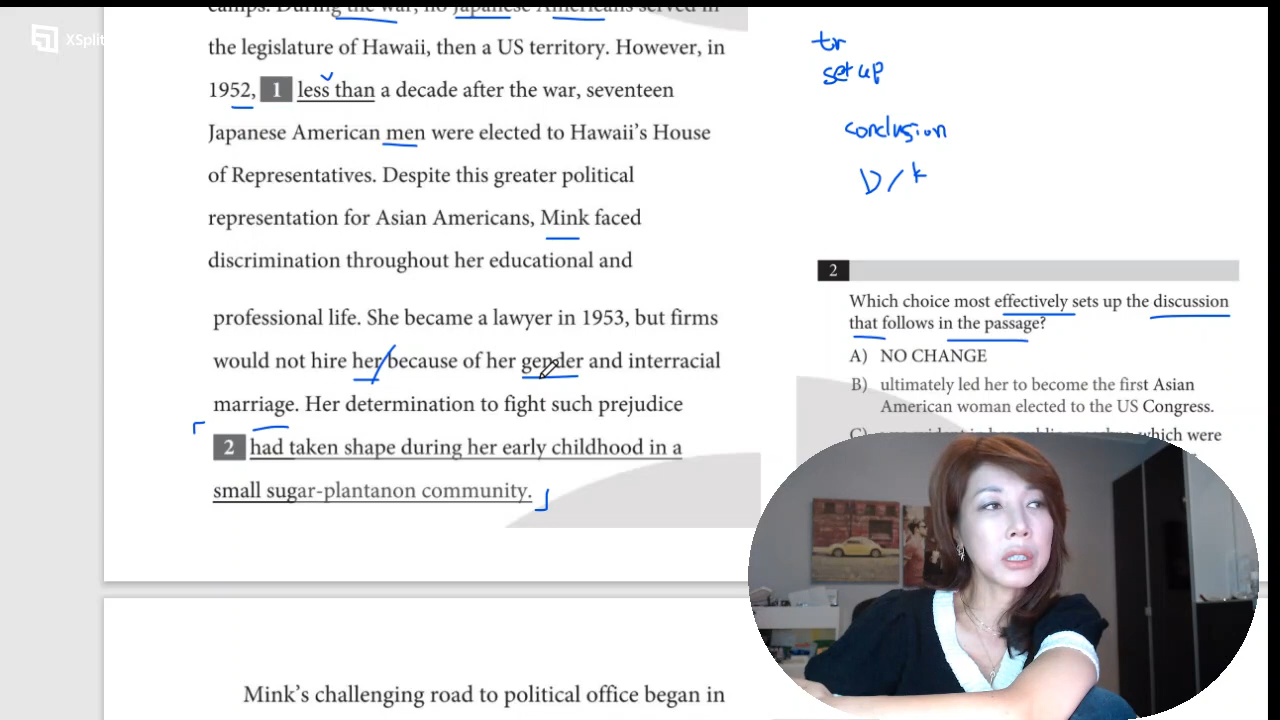 XSplit
camps. During the war, no Japanese Americans served in
the legislature of Hawaii, then a US territory. However, in
1952, 1 less than a decade after the war, seventeen
Japanese American men were elected to Hawaii's House
of Representatives. Despite this greater political
representation for Asian Americans, Mink faced
discrimination throughout her educational and
professional life. She became a lawyer in 1953, but firms
would not hire her because of her gender and interracial
marriage. Her determination to fight such prejudice
2 had taken shape during her early childhood in a
small sugar-plantanon community.
Mink's challenging road to political office began in
tr
set up
conclusion
D/k
2
Which choice most effectively sets up the discussion
that follows in the passage?
A) NO CHANGE
B) ultimately led her to become the first Asian
American woman elected to the US Congress.
C) which were